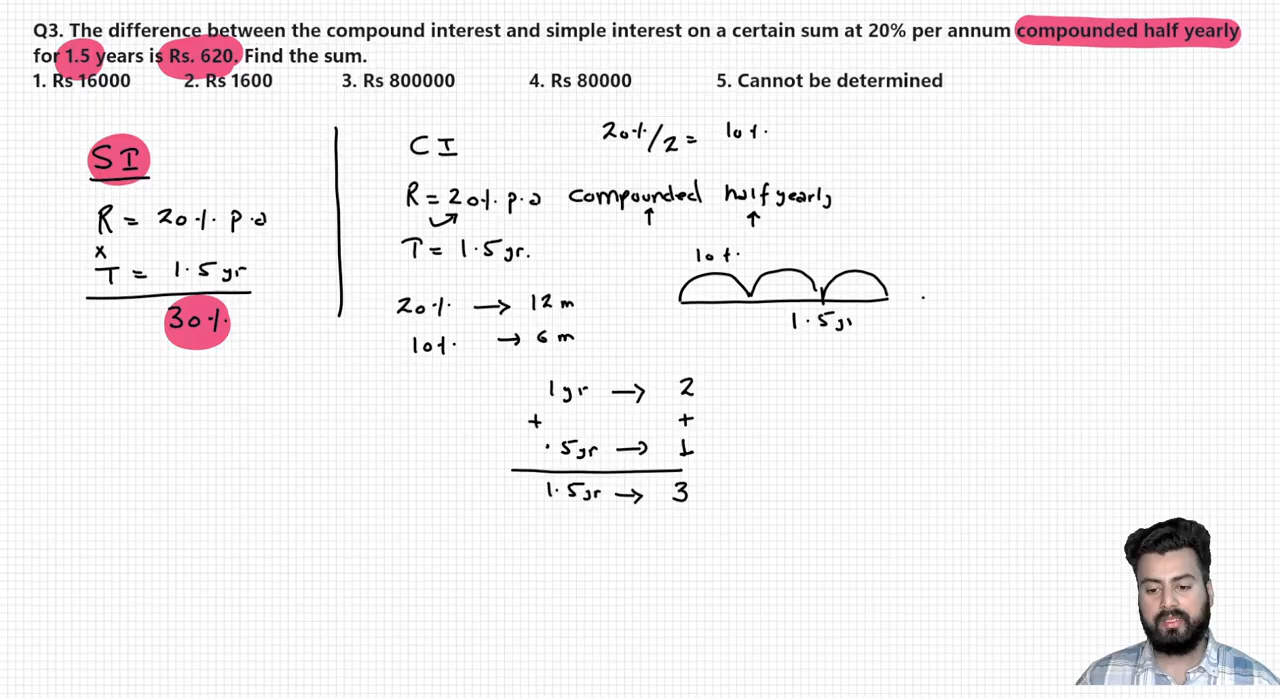 Q3. The difference between the compound interest and simple interest on a certain sum at 20% per annum compounded half yearly
for 1.5 years is Rs. 620. Find the sum.
1. Rs 16000 2. Rs 1600 3. Rs 800000 4. Rs 80000 5. Cannot be determined
SI
R = 20%. p.a
x
T = 1.5 yr
30%.
CI
20%/2 = 10%.
R = 20%. p.a compounded half yearly
T = 1.5 yr.
20%. → 12 m
10%. → 6 m
10%.
1.5 yr
1 yr → 2
+ +
.5 yr → 1
1.5 yr → 3